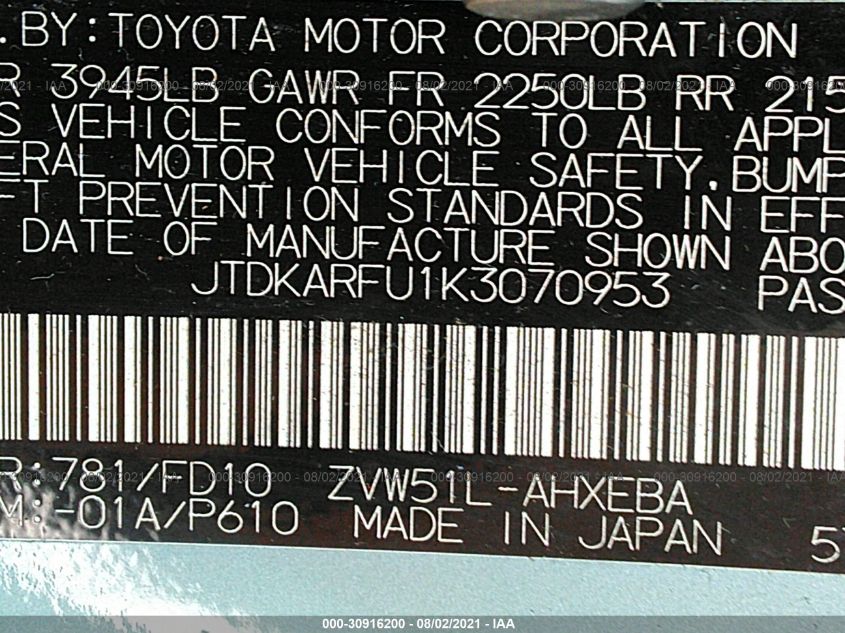 . BY: TOYOTA MOTOR CORPORATION
R 3945LB GAWR FR 2250LB RR 215
S VEHICLE CONFORMS TO ALL APPL
ERAL MOTOR VEHICLE SAFETY, BUMP
FT PREVENTION STANDARDS IN EFF
DATE OF MANUFACTURE SHOWN ABO
JTDKARFU1K3070953 PAS
R: 781/FD10 ZVW51L-AHXEBA
M: -01A/P610 MADE IN JAPAN 57
000-30916200 - 08/02/2021 - IAA